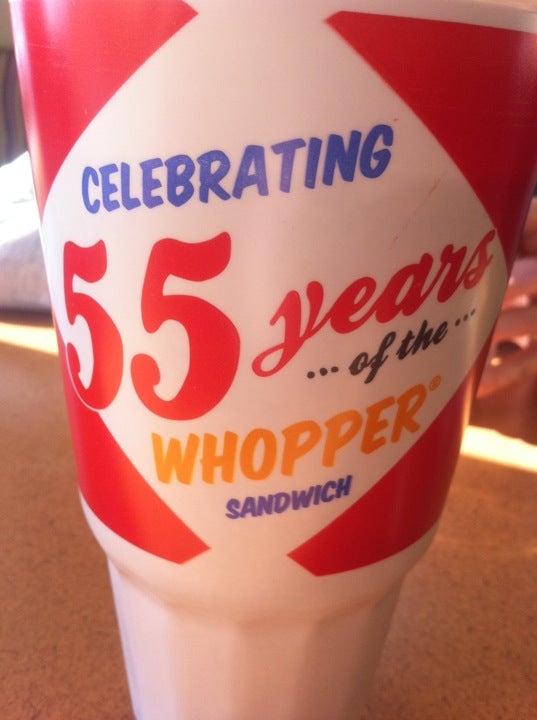 CELEBRATING
55 years
... of the ...
WHOPPER®
SANDWICH